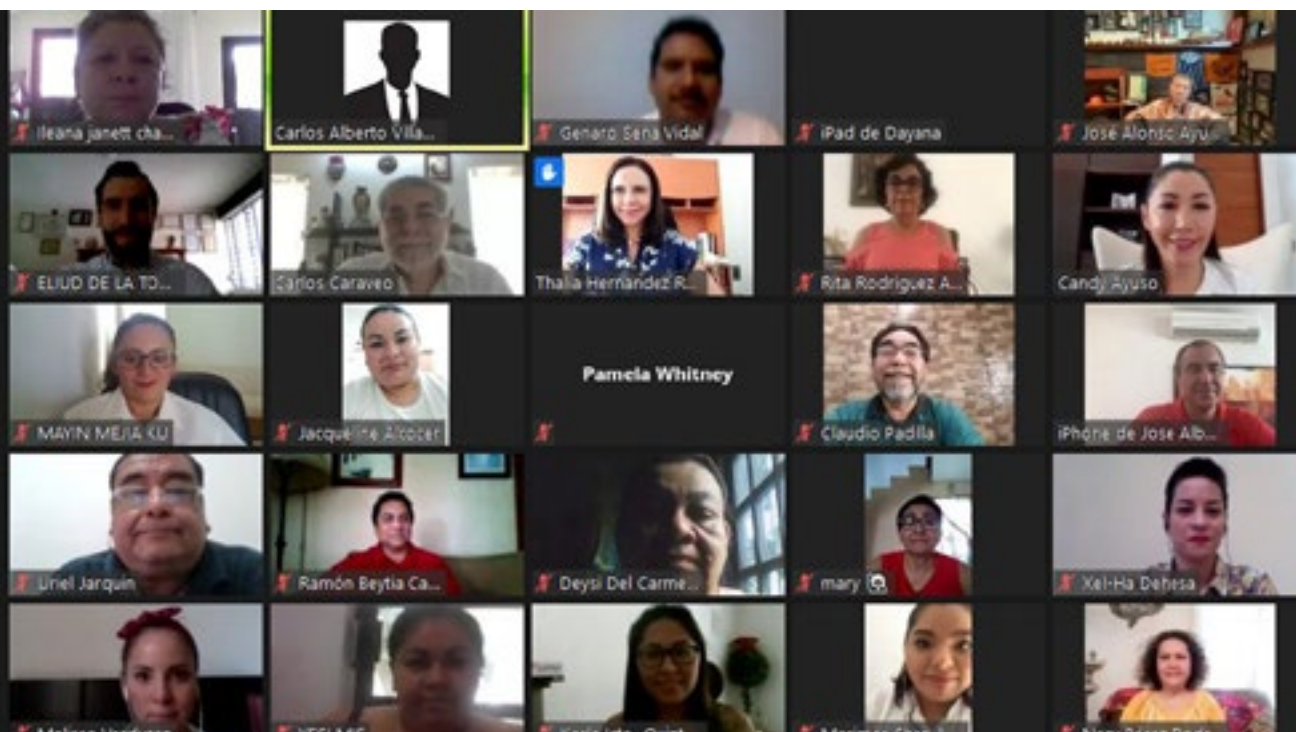 Ileana janett cha...
Carlos Alberto Villa...
Genaro Sena Vidal
iPad de Dayana
José Alonso Ayu...
ELIUD DE LA TO...
Carlos Caraveo
Thalia Hernández R...
Rita Rodriguez A...
Candy Ayuso
MAYIN MEJIA KU
Jacqueline Alcocer
Pamela Whitney
Claudio Padilla
iPhone de Jose Alb...
Uriel Jarquin
Ramón Beytia Ca...
Deysi Del Carme...
mary
Xel-Ha Dehesa